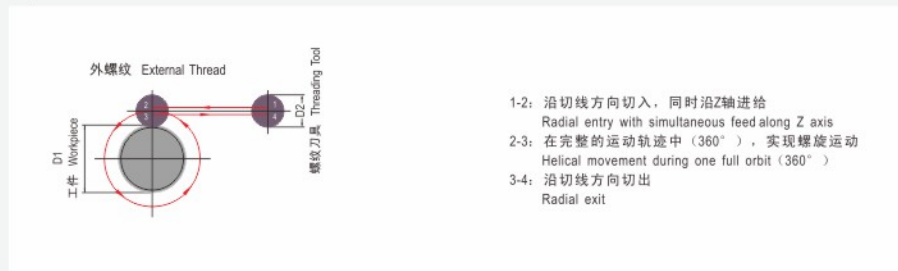 外螺纹 External Thread
2
3
1
4
D2
螺纹刀具 Threading Tool
D1
工件 Workpiece
1-2：沿切线方向切入，同时沿Z轴进给
Radial entry with simultaneous feed along Z axis
2-3：在完整的运动轨迹中（360°），实现螺旋运动
Helical movement during one full orbit（360°）
3-4：沿切线方向切出
Radial exit